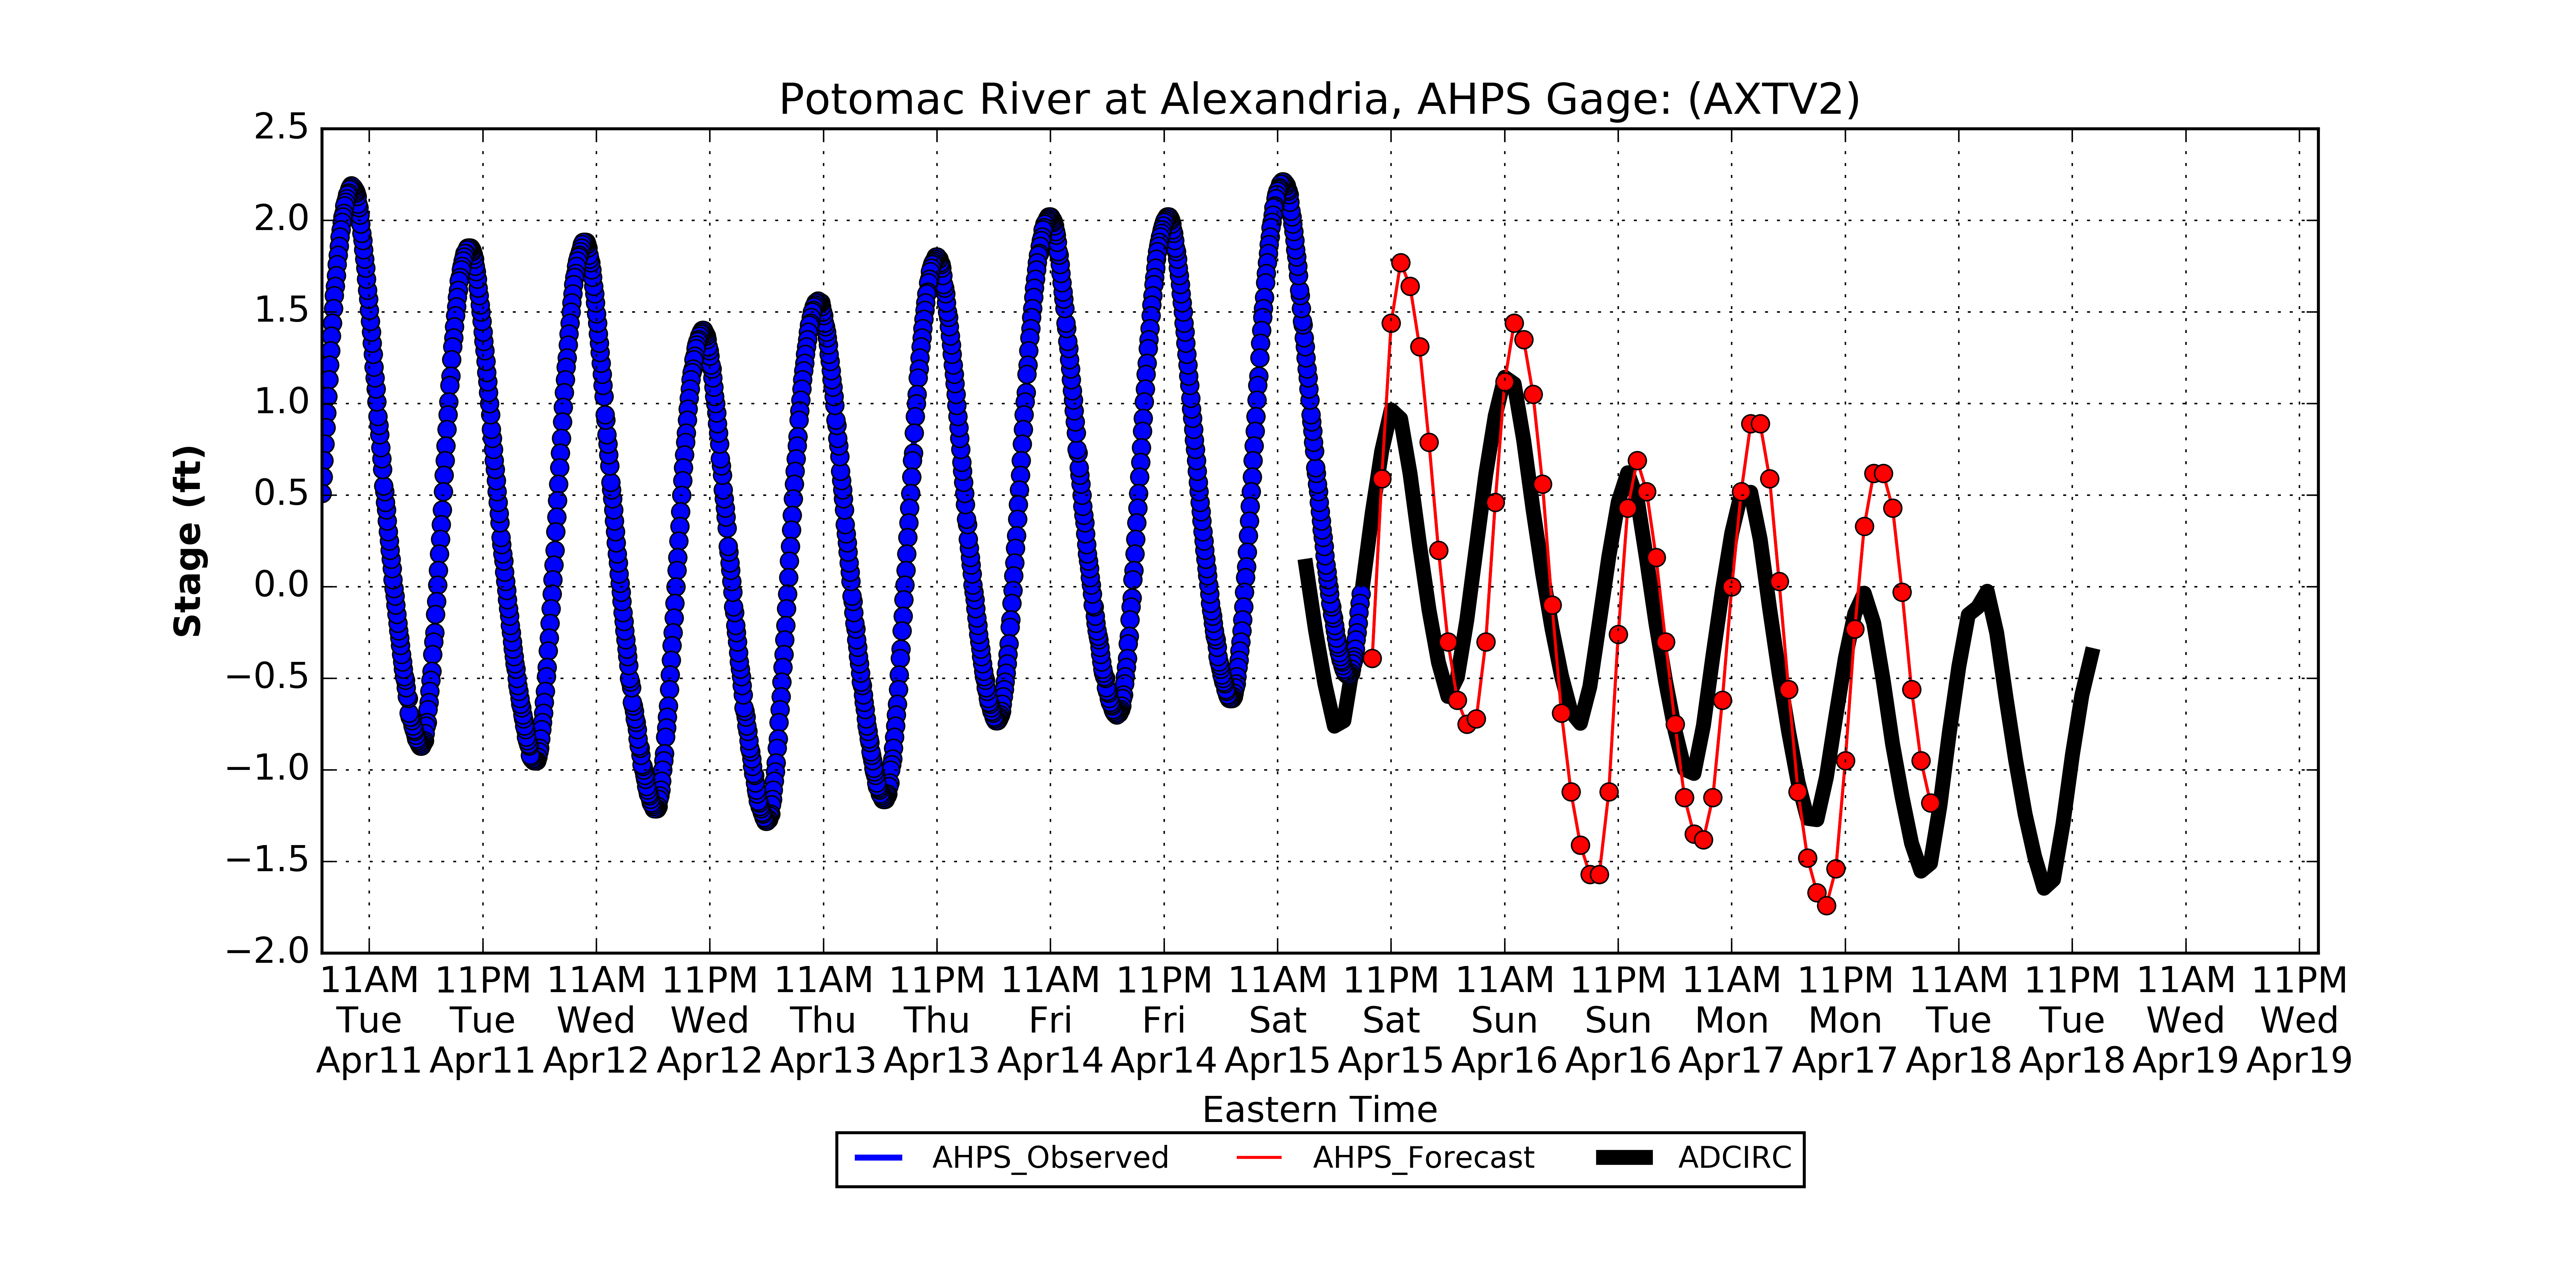 Potomac River at Alexandria, AHPS Gage: (AXTV2)
2.5
2.0
1.5
1.0
0.5
0.0
−0.5
−1.0
−1.5
−2.0
Stage (ft)
11AM 11PM 11AM 11PM 11AM 11PM 11AM 11PM 11AM 11PM 11AM 11PM 11AM 11PM 11AM 11PM 11AM 11PM
Tue Tue Wed Wed Thu Thu Fri Fri Sat Sat Sun Sun Mon Mon Tue Tue Wed Wed
Apr11 Apr11 Apr12 Apr12 Apr13 Apr13 Apr14 Apr14 Apr15 Apr15 Apr16 Apr16 Apr17 Apr17 Apr18 Apr18 Apr19 Apr19
Eastern Time
AHPS_Observed AHPS_Forecast ADCIRC